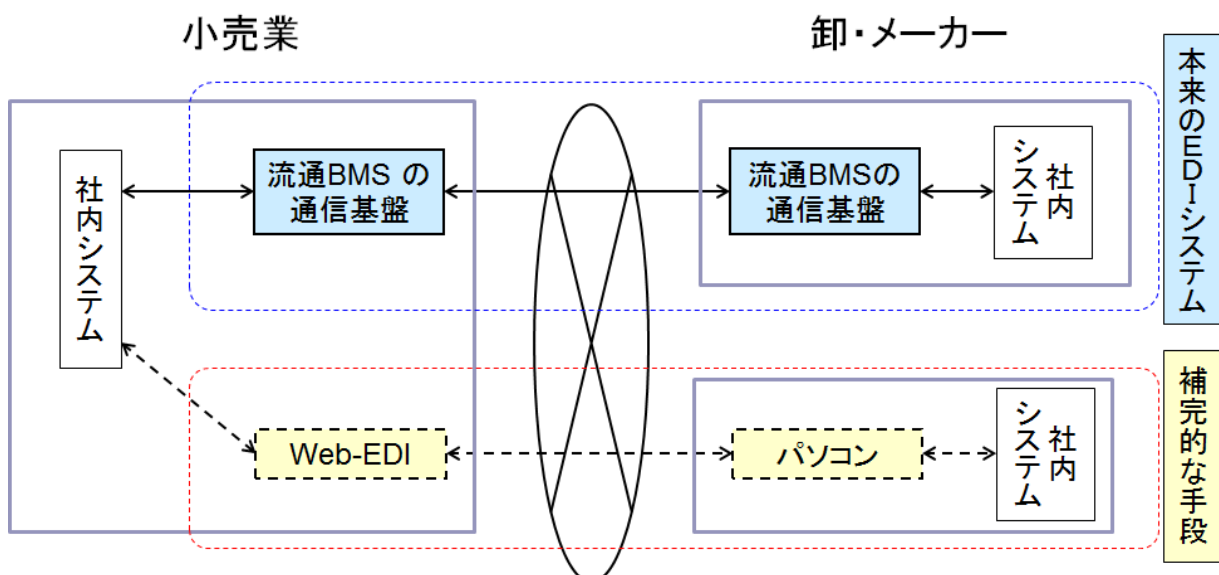 小売業
卸・メーカー
本来のEDIシステム
社内システム
流通BMS の
通信基盤
流通BMSの
通信基盤
社内
システム
Web-EDI
パソコン
社内
システム
補完的な手段